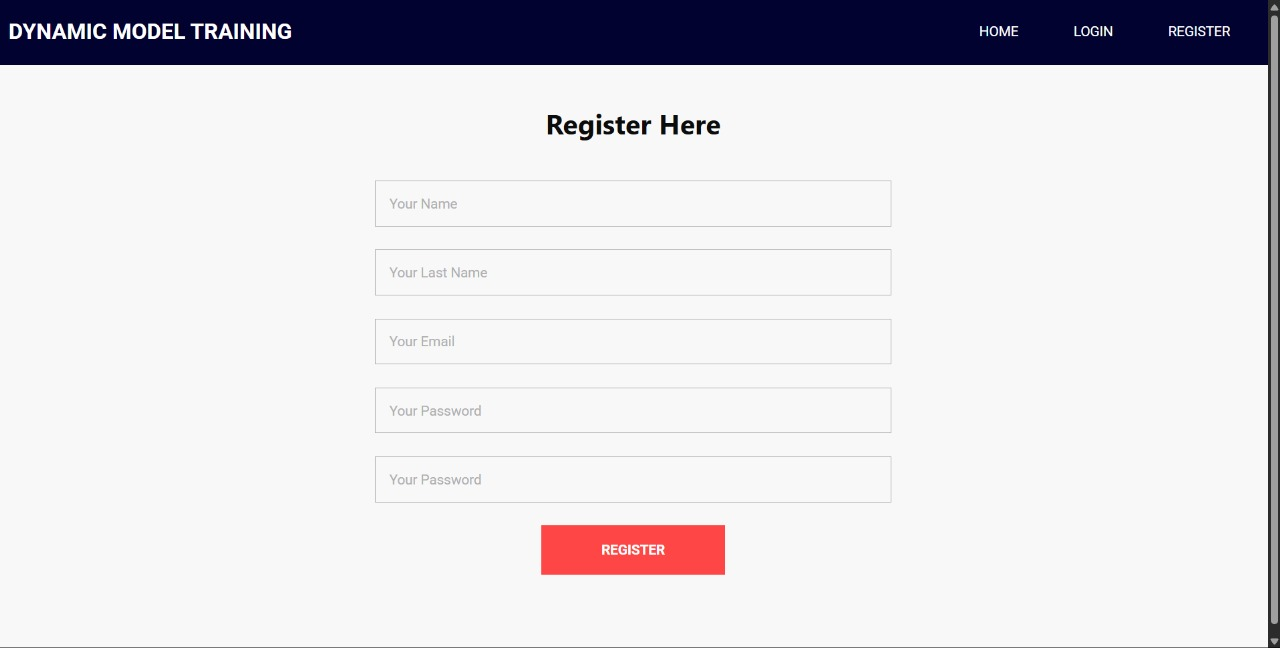 DYNAMIC MODEL TRAINING
HOME LOGIN REGISTER
Register Here
Your Name
Your Last Name
Your Email
Your Password
Your Password
REGISTER